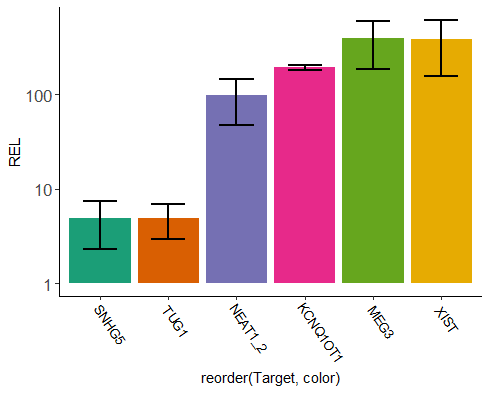 REL
100
10
1
SNHG5
TUG1
NEAT1_2
KCNQ1OT1
MEG3
XIST
reorder(Target, color)